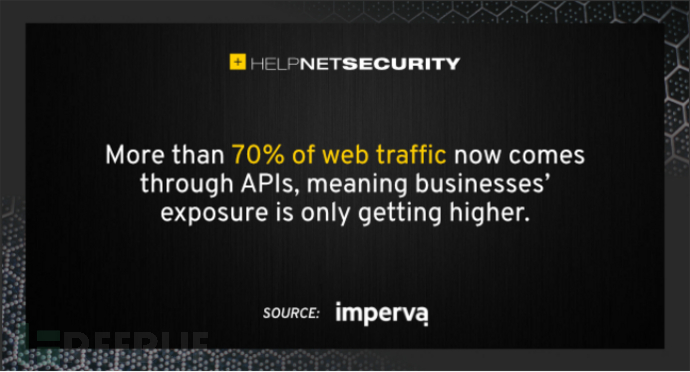 HELPNETSECURITY
More than 70% of web traffic now comes
through APIs, meaning businesses'
exposure is only getting higher.
SOURCE: imperva